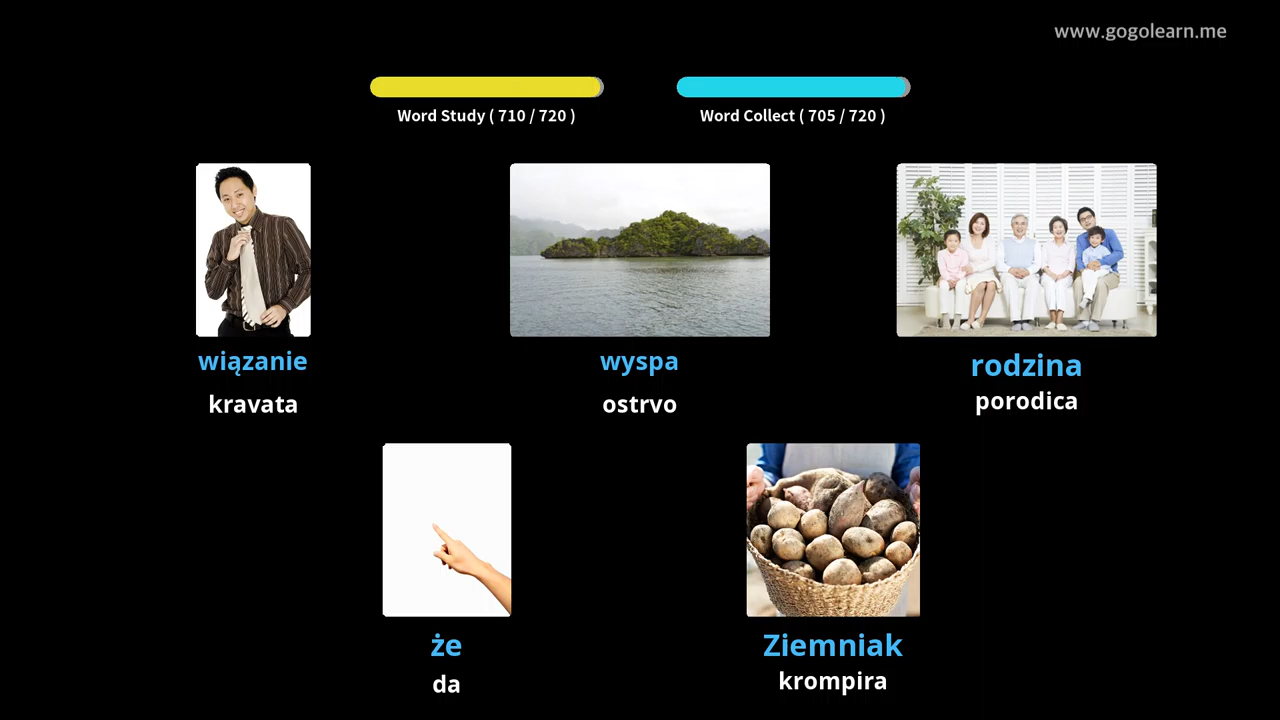 www.gogolearn.me
Word Study ( 710 / 720 )
Word Collect ( 705 / 720 )
wiązanie
kravata
wyspa
ostrvo
rodzina
porodica
że
da
Ziemniak
krompira